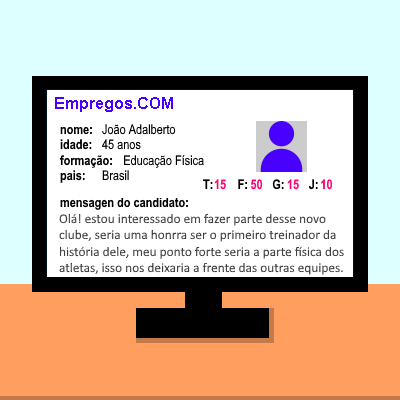 Empregos.COM
nome: João Adalberto
idade: 45 anos
formação: Educação Física
pais: Brasil
T:15 F: 50 G: 15 J: 10
mensagen do candidato:
Olá! estou interessado em fazer parte desse novo
clube, seria uma honrra ser o primeiro treinador da
história dele, meu ponto forte seria a parte física dos
atletas, isso nos deixaria a frente das outras equipes.